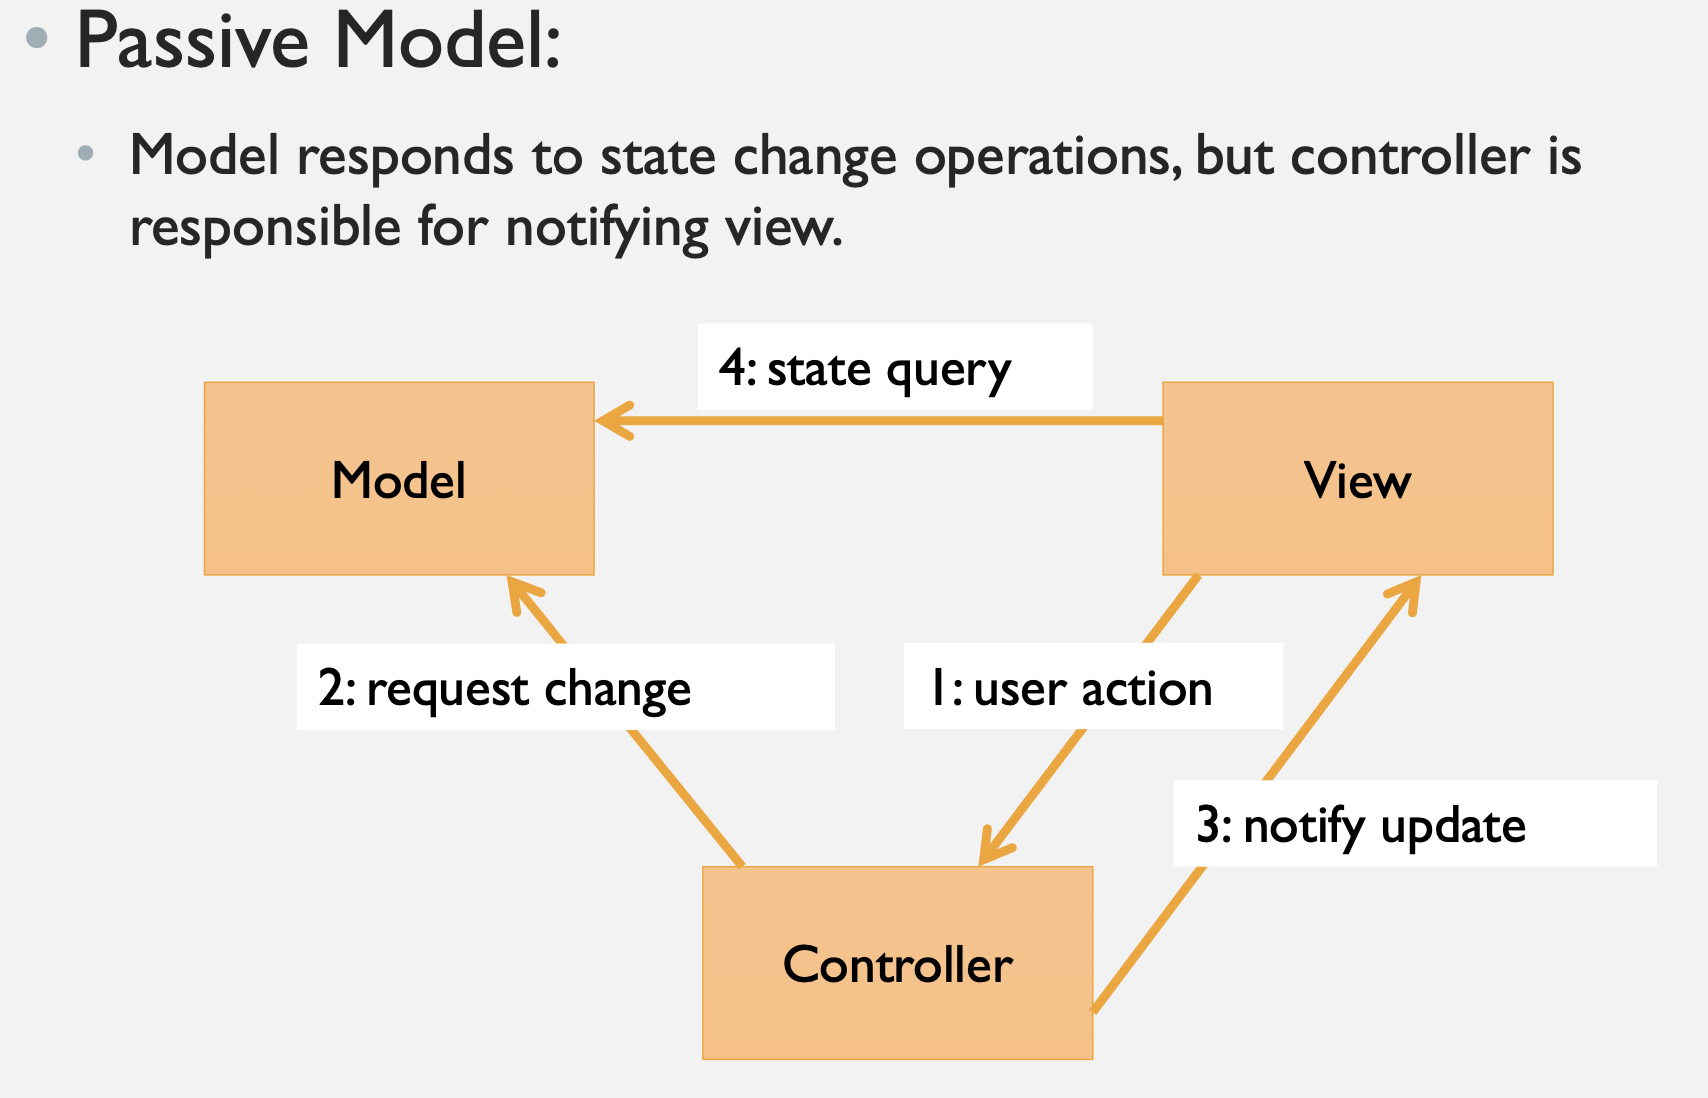 • Passive Model:
• Model responds to state change operations, but controller is
responsible for notifying view.
4: state query
Model
View
2: request change
1: user action
3: notify update
Controller